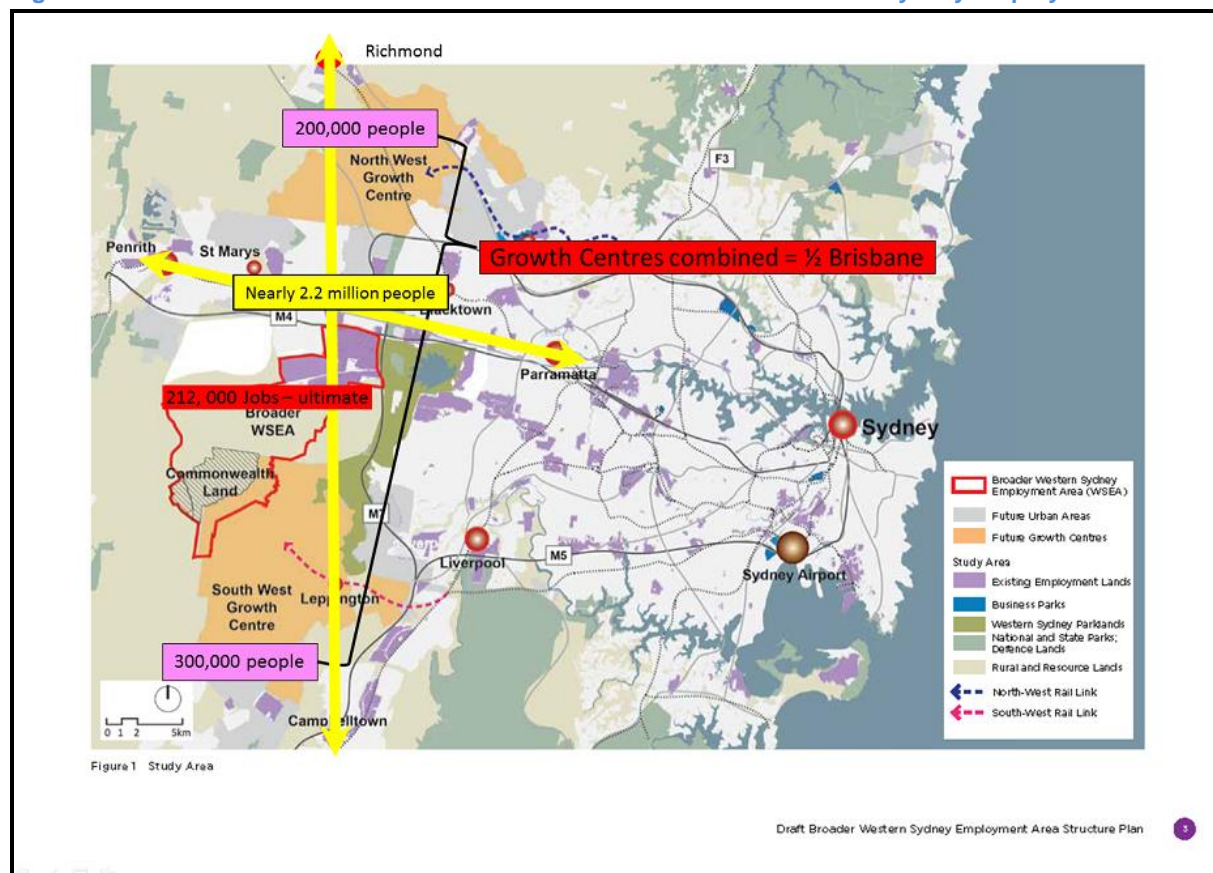 Richmond
200,000 people
North West
Growth
Centre
F3
Penrith
St Marys
Growth Centres combined = ½ Brisbane
Nearly 2.2 million people
Blacktown
M4
Parramatta
212, 000 Jobs – ultimate
Broader
WSEA
Sydney
Commonwealth
Land
M7
Liverpool
M5
Sydney Airport
South West
Growth
Centre
Leppington
300,000 people
Campbelltown
0 1 2 5km
Broader Western Sydney
Employment Area (WSEA)
Future Urban Areas
Future Growth Centres
Study Area
Existing Employment Lands
Business Parks
Western Sydney Parklands
National and State Parks;
Defence Lands
Rural and Resource Lands
North-West Rail Link
South-West Rail Link
Figure 1 Study Area
Draft Broader Western Sydney Employment Area Structure Plan
3